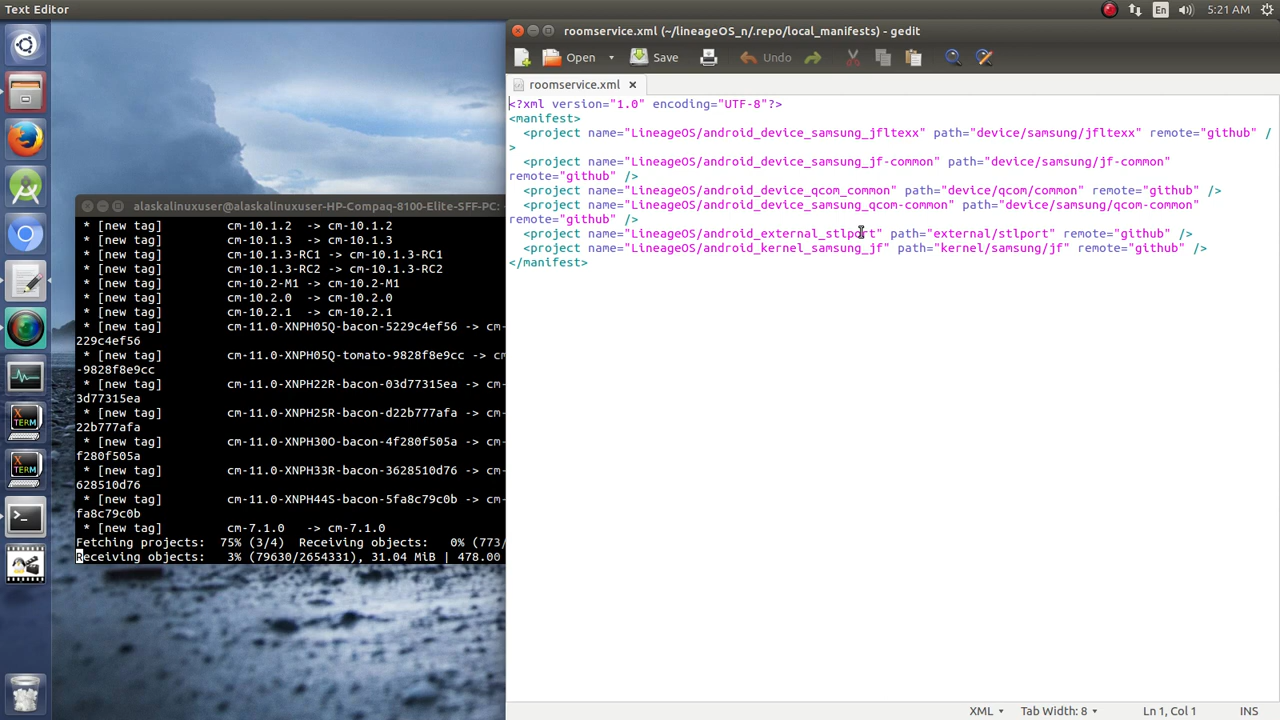 Text Editor
En
5:21 AM
roomservice.xml (~/lineageOS_n/.repo/local_manifests) - gedit
Open
Save
Undo
roomservice.xml
<?xml version="1.0" encoding="UTF-8"?>
<manifest>
<project name="LineageOS/android_device_samsung_jfltexx" path="device/samsung/jfltexx" remote="github" /
>
<project name="LineageOS/android_device_samsung_jf-common" path="device/samsung/jf-common"
remote="github" />
<project name="LineageOS/android_device_qcom_common" path="device/qcom/common" remote="github" />
<project name="LineageOS/android_device_samsung_qcom-common" path="device/samsung/qcom-common"
remote="github" />
<project name="LineageOS/android_external_stlport" path="external/stlport" remote="github" />
<project name="LineageOS/android_kernel_samsung_jf" path="kernel/samsung/jf" remote="github" />
</manifest>
alaskalinuxuser@alaskalinuxuser-HP-Compaq-8100-Elite-SFF-PC:
* [new tag] cm-10.1.2 -> cm-10.1.2
* [new tag] cm-10.1.3 -> cm-10.1.3
* [new tag] cm-10.1.3-RC1 -> cm-10.1.3-RC1
* [new tag] cm-10.1.3-RC2 -> cm-10.1.3-RC2
* [new tag] cm-10.2-M1 -> cm-10.2-M1
* [new tag] cm-10.2.0 -> cm-10.2.0
* [new tag] cm-10.2.1 -> cm-10.2.1
* [new tag] cm-11.0-XNPH05Q-bacon-5229c4ef56 -> cm-
229c4ef56
* [new tag] cm-11.0-XNPH05Q-tomato-9828f8e9cc -> cm
-9828f8e9cc
* [new tag] cm-11.0-XNPH22R-bacon-03d77315ea -> cm-
3d77315ea
* [new tag] cm-11.0-XNPH25R-bacon-d22b777afa -> cm-
22b777afa
* [new tag] cm-11.0-XNPH30O-bacon-4f280f505a -> cm-
f280f505a
* [new tag] cm-11.0-XNPH33R-bacon-3628510d76 -> cm-
628510d76
* [new tag] cm-11.0-XNPH44S-bacon-5fa8c79c0b -> cm-
fa8c79c0b
* [new tag] cm-7.1.0 -> cm-7.1.0
Fetching projects: 75% (3/4) Receiving objects: 0% (773/
Receiving objects: 3% (79630/2654331), 31.04 MiB | 478.00
X TERM
X TERM
XML
Tab Width: 8
Ln 1, Col 1
INS